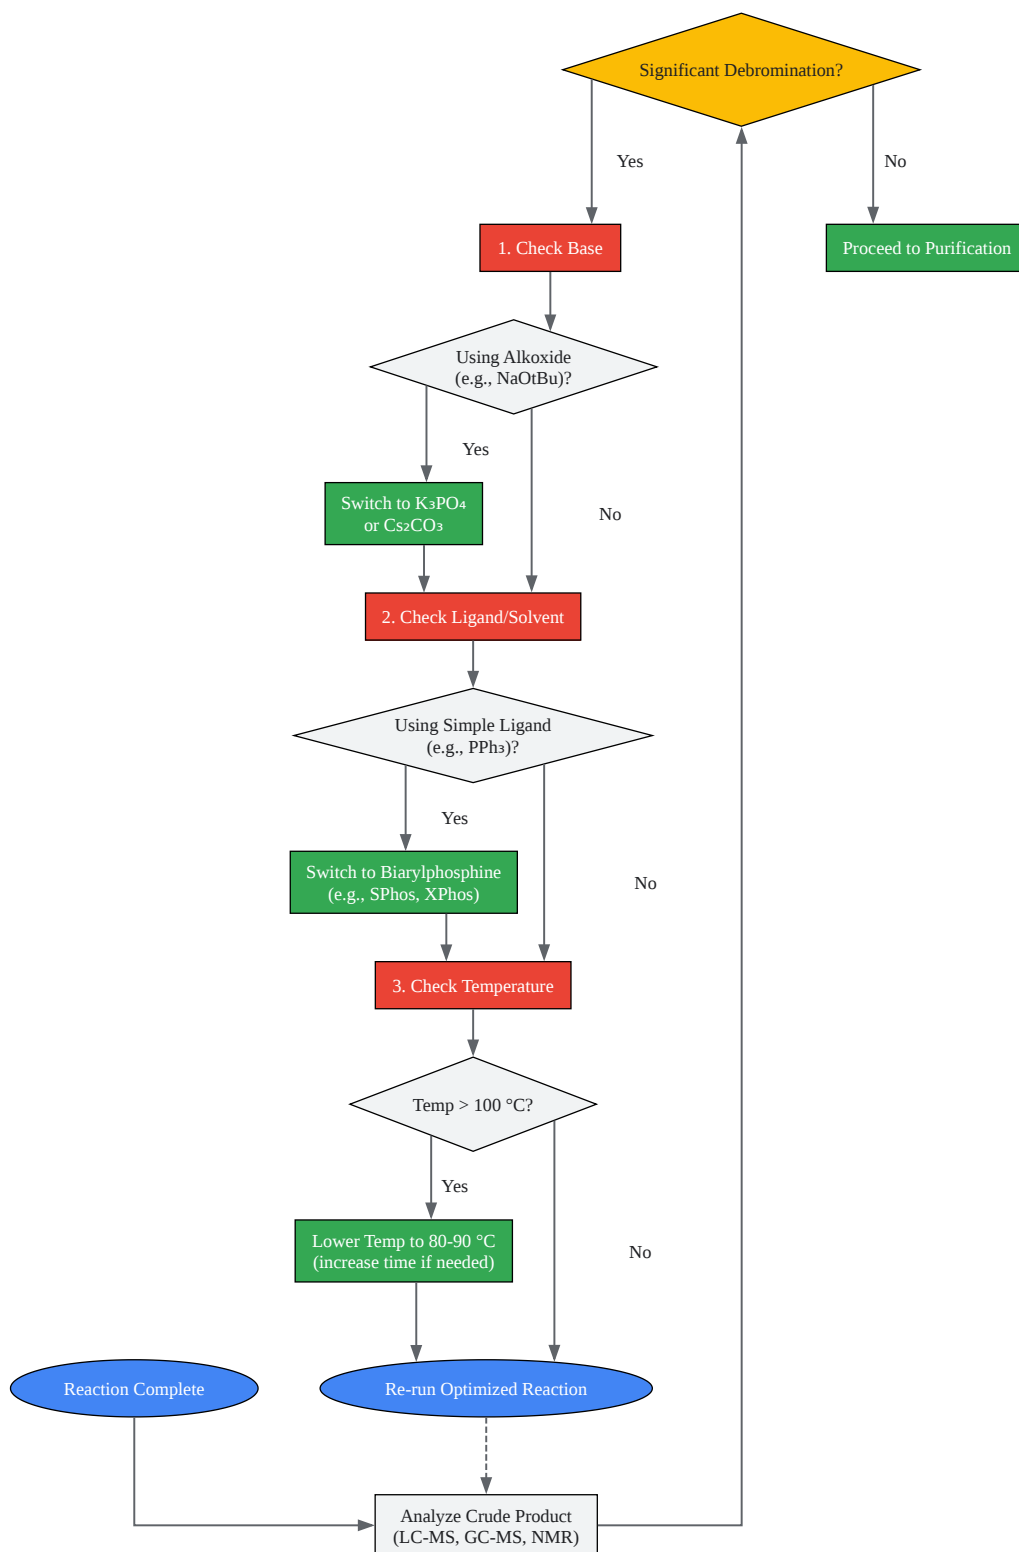 Significant Debromination?
Yes
No
1. Check Base
Proceed to Purification
Using Alkoxide
(e.g., NaOtBu)?
Yes
Switch to K₃PO₄
or Cs₂CO₃
No
2. Check Ligand/Solvent
Using Simple Ligand
(e.g., PPh₃)?
Yes
Switch to Biarylphosphine
(e.g., SPhos, XPhos)
No
3. Check Temperature
Temp > 100 °C?
Yes
Lower Temp to 80-90 °C
(increase time if needed)
No
Reaction Complete
Re-run Optimized Reaction
Analyze Crude Product
(LC-MS, GC-MS, NMR)